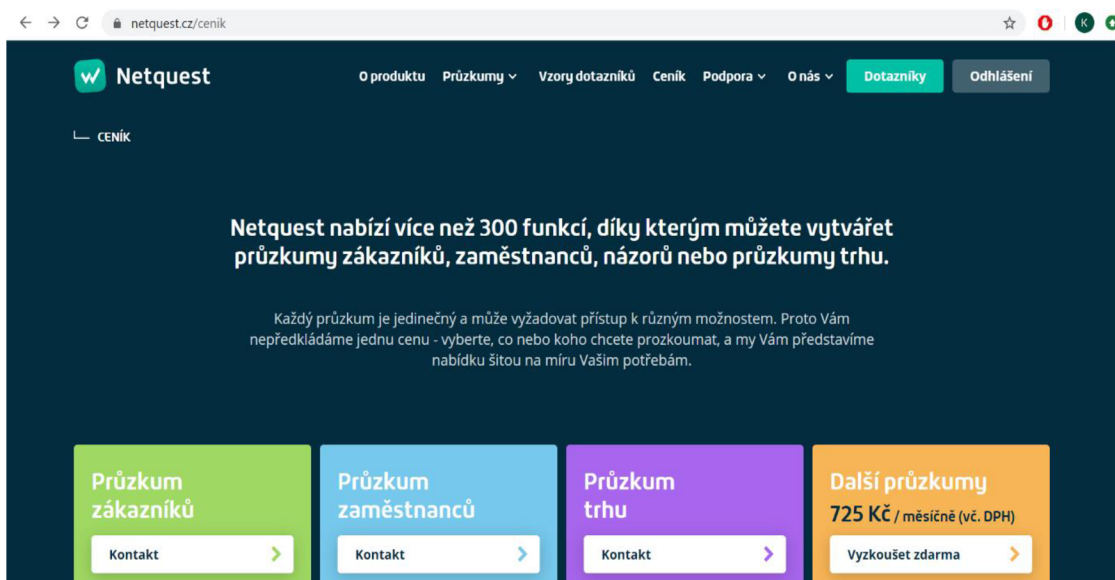 netquest.cz/cenik
K
Netquest
O produktu Průzkumy Vzory dotazníků Ceník Podpora O nás Dotazníky Odhlášení
CENÍK
Netquest nabízí více než 300 funkcí, díky kterým můžete vytvářet
průzkumy zákazníků, zaměstnanců, názorů nebo průzkumy trhu.
Každý průzkum je jedinečný a může vyžadovat přístup k různým možnostem. Proto Vám
nepředkládáme jednu cenu - vyberte, co nebo koho chcete prozkoumat, a my Vám představíme
nabídku šitou na míru Vašim potřebám.
Průzkum
zákazníků
Kontakt
Průzkum
zaměstnanců
Kontakt
Průzkum
trhu
Kontakt
Další průzkumy
725 Kč / měsíčně (vč. DPH)
Vyzkoušet zdarma